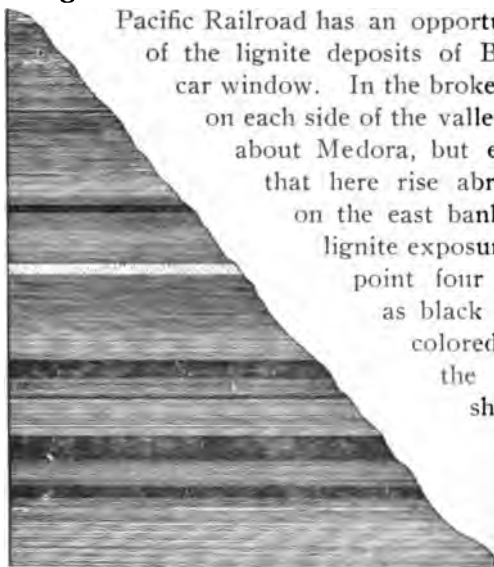 Pacific Railroad has an opport
of the lignite deposits of
car window. In the broke
on each side of the valle
about Medora, but e
that here rise abr
on the east bank
lignite exposur
point four
as black
colored
the
sh